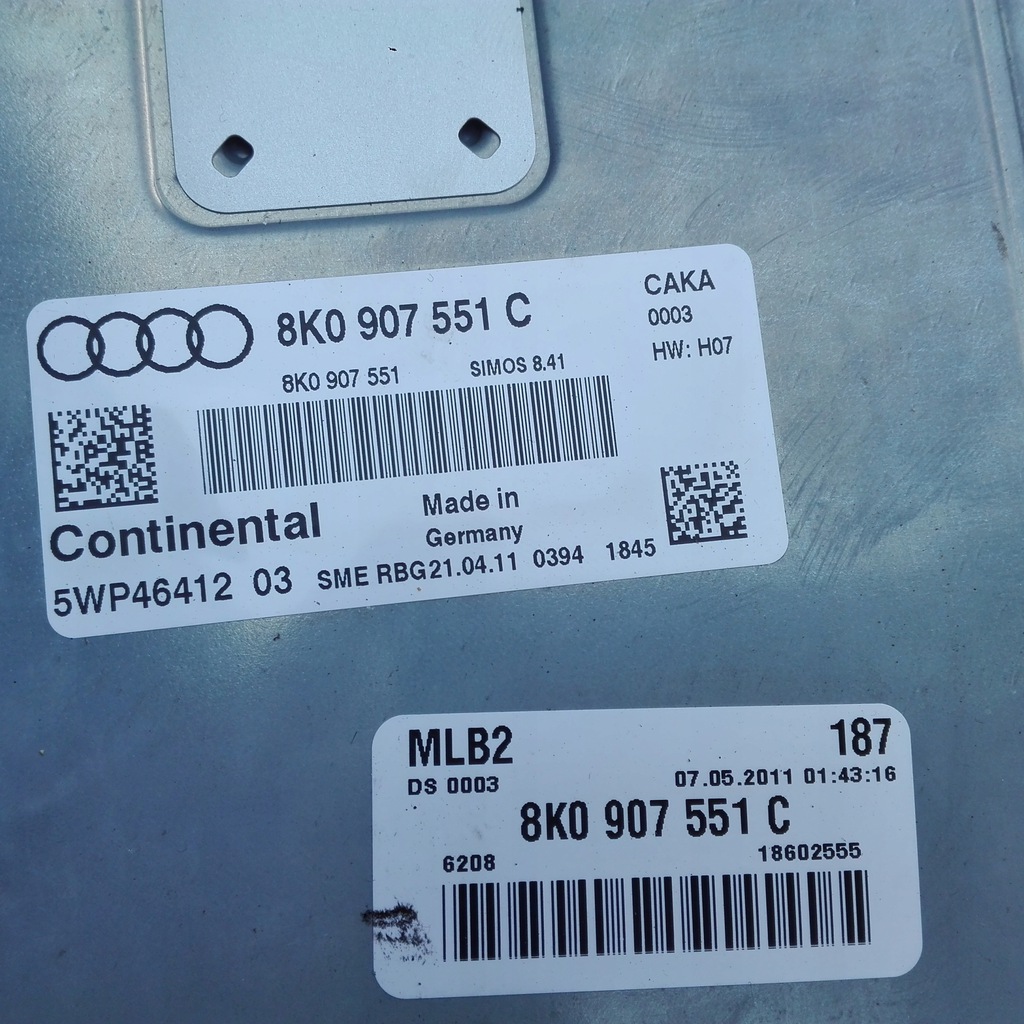 8K0 907 551 C
CAKA
0003
HW: H07
8K0 907 551 SIMOS 8.41
Continental
Made in
Germany
5WP46412 03 SME RBG21.04.11 0394 1845
MLB2 187
DS 0003 07.05.2011 01:43:16
8K0 907 551 C
6208 18602555